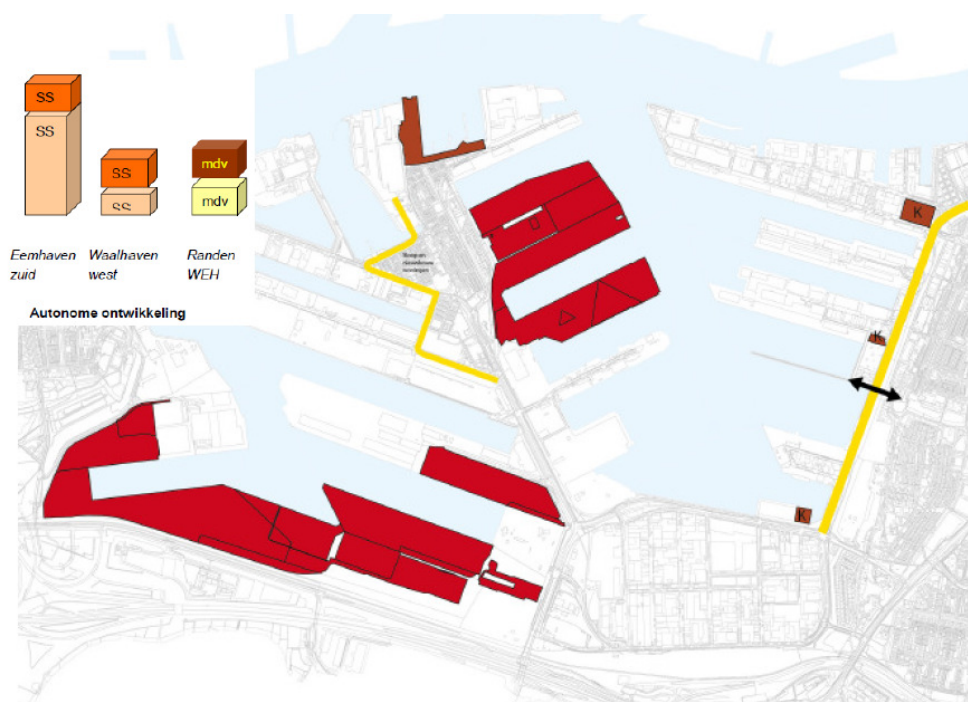 SS
SS
SS
SS
mdv
mdv
Eemhaven
zuid
Waalhaven
west
Randen
WEH
Autonome ontwikkeling
K
K
K